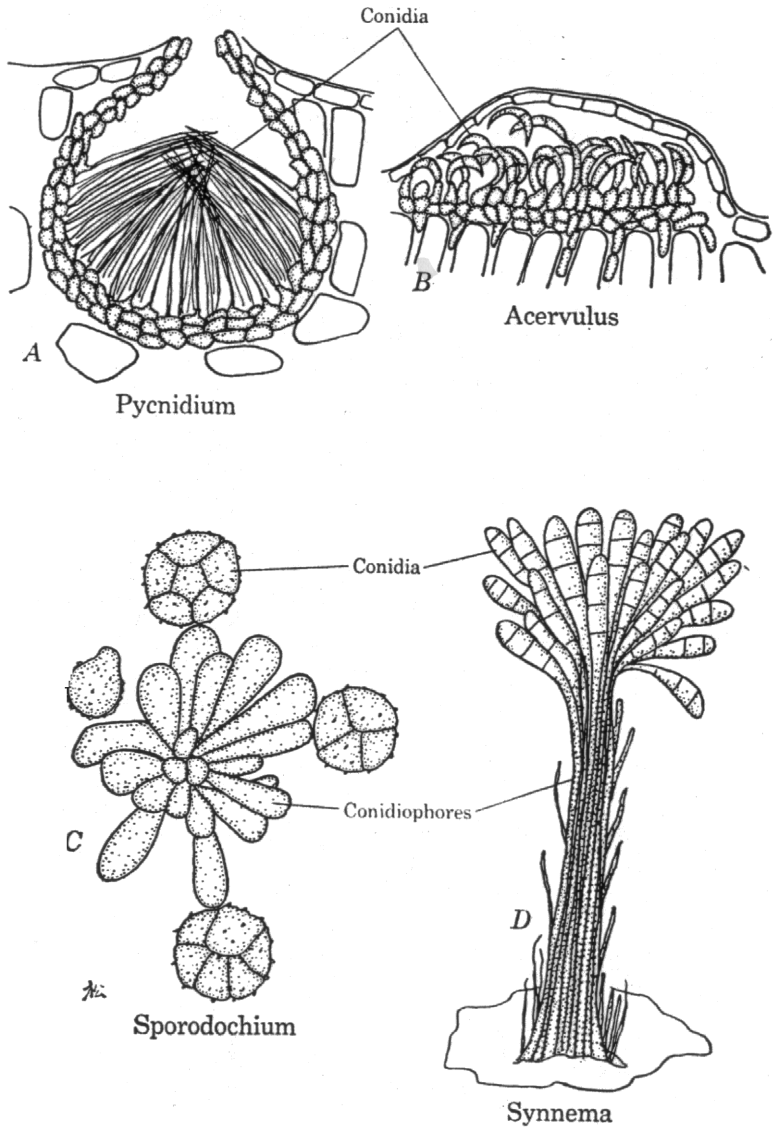 Conidia
A
Pycnidium
B
Acervulus
Conidia
Conidiophores
C
D
Sporodochium
Synnema